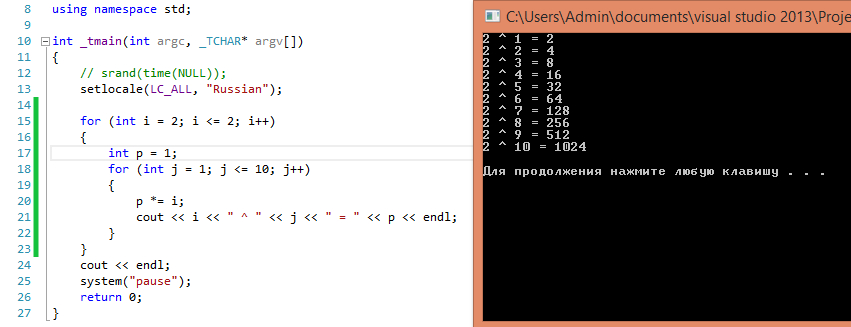 8 using namespace std;
9
10 int _tmain(int argc, _TCHAR* argv[])
11 {
12 // srand(time(NULL));
13 setlocale(LC_ALL, "Russian");
14
15 for (int i = 2; i <= 2; i++)
16 {
17 int p = 1;
18 for (int j = 1; j <= 10; j++)
19 {
20 p *= i;
21 cout << i << " ^ " << j << " = " << p << endl;
22 }
23 }
24 cout << endl;
25 system("pause");
26 return 0;
27 }
C:\Users\Admin\documents\visual studio 2013\Proje
2 ^ 1 = 2
2 ^ 2 = 4
2 ^ 3 = 8
2 ^ 4 = 16
2 ^ 5 = 32
2 ^ 6 = 64
2 ^ 7 = 128
2 ^ 8 = 256
2 ^ 9 = 512
2 ^ 10 = 1024
Для продолжения нажмите любую клавишу . . .